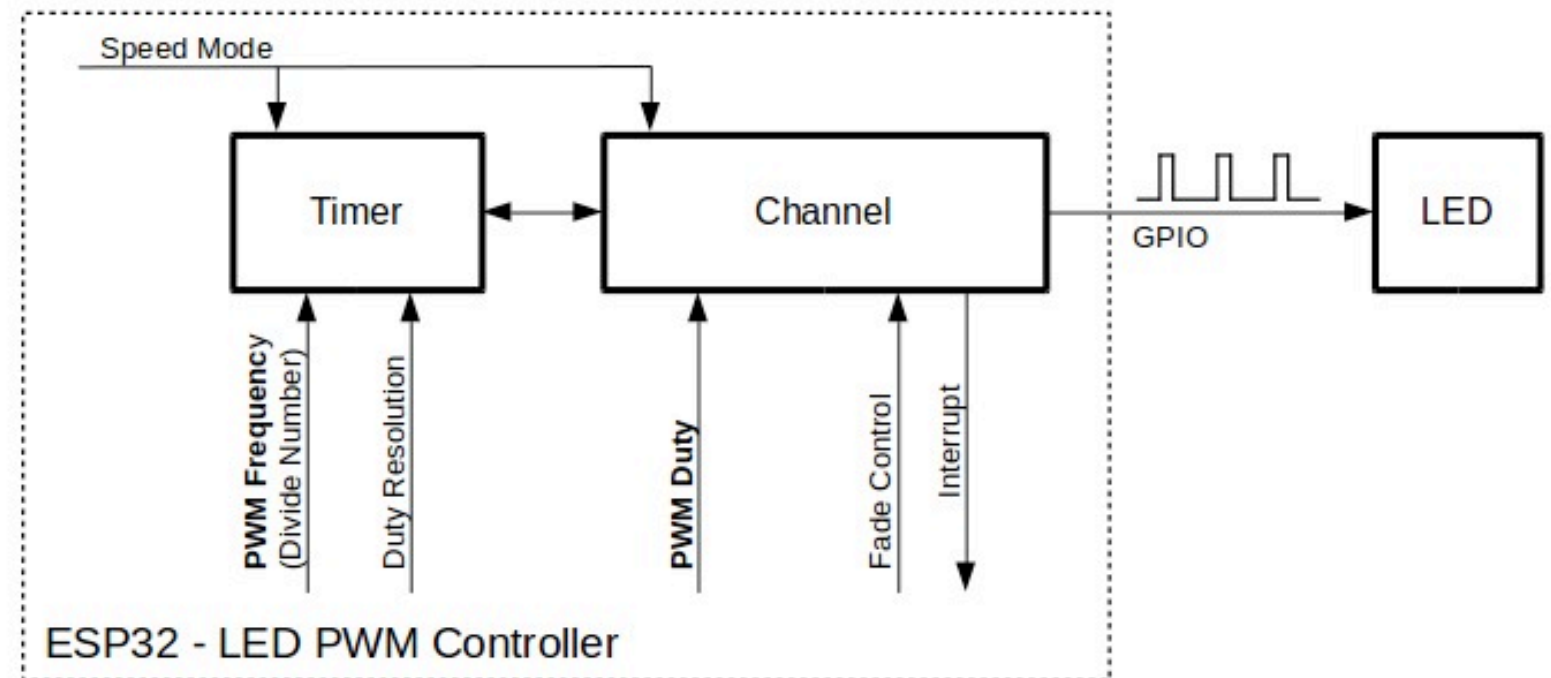 Speed Mode
Timer
Channel
GPIO
LED
PWM Frequency
(Divide Number)
Duty Resolution
PWM Duty
Fade Control
Interrupt
ESP32 - LED PWM Controller